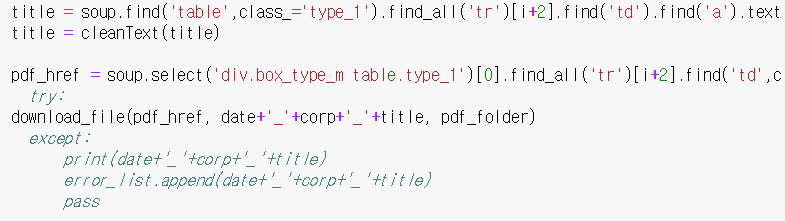 title = soup.find('table',class_='type_1').find_all('tr')[i+2].find('td').find('a').text
title = cleanText(title)
pdf_href = soup.select('div.box_type_m table.type_1')[0].find_all('tr')[i+2].find('td',c
try:
download_file(pdf_href, date+'_'+corp+'_'+title, pdf_folder)
except:
print(date+'_'+corp+'_'+title)
error_list.append(date+'_'+corp+'_'+title)
pass